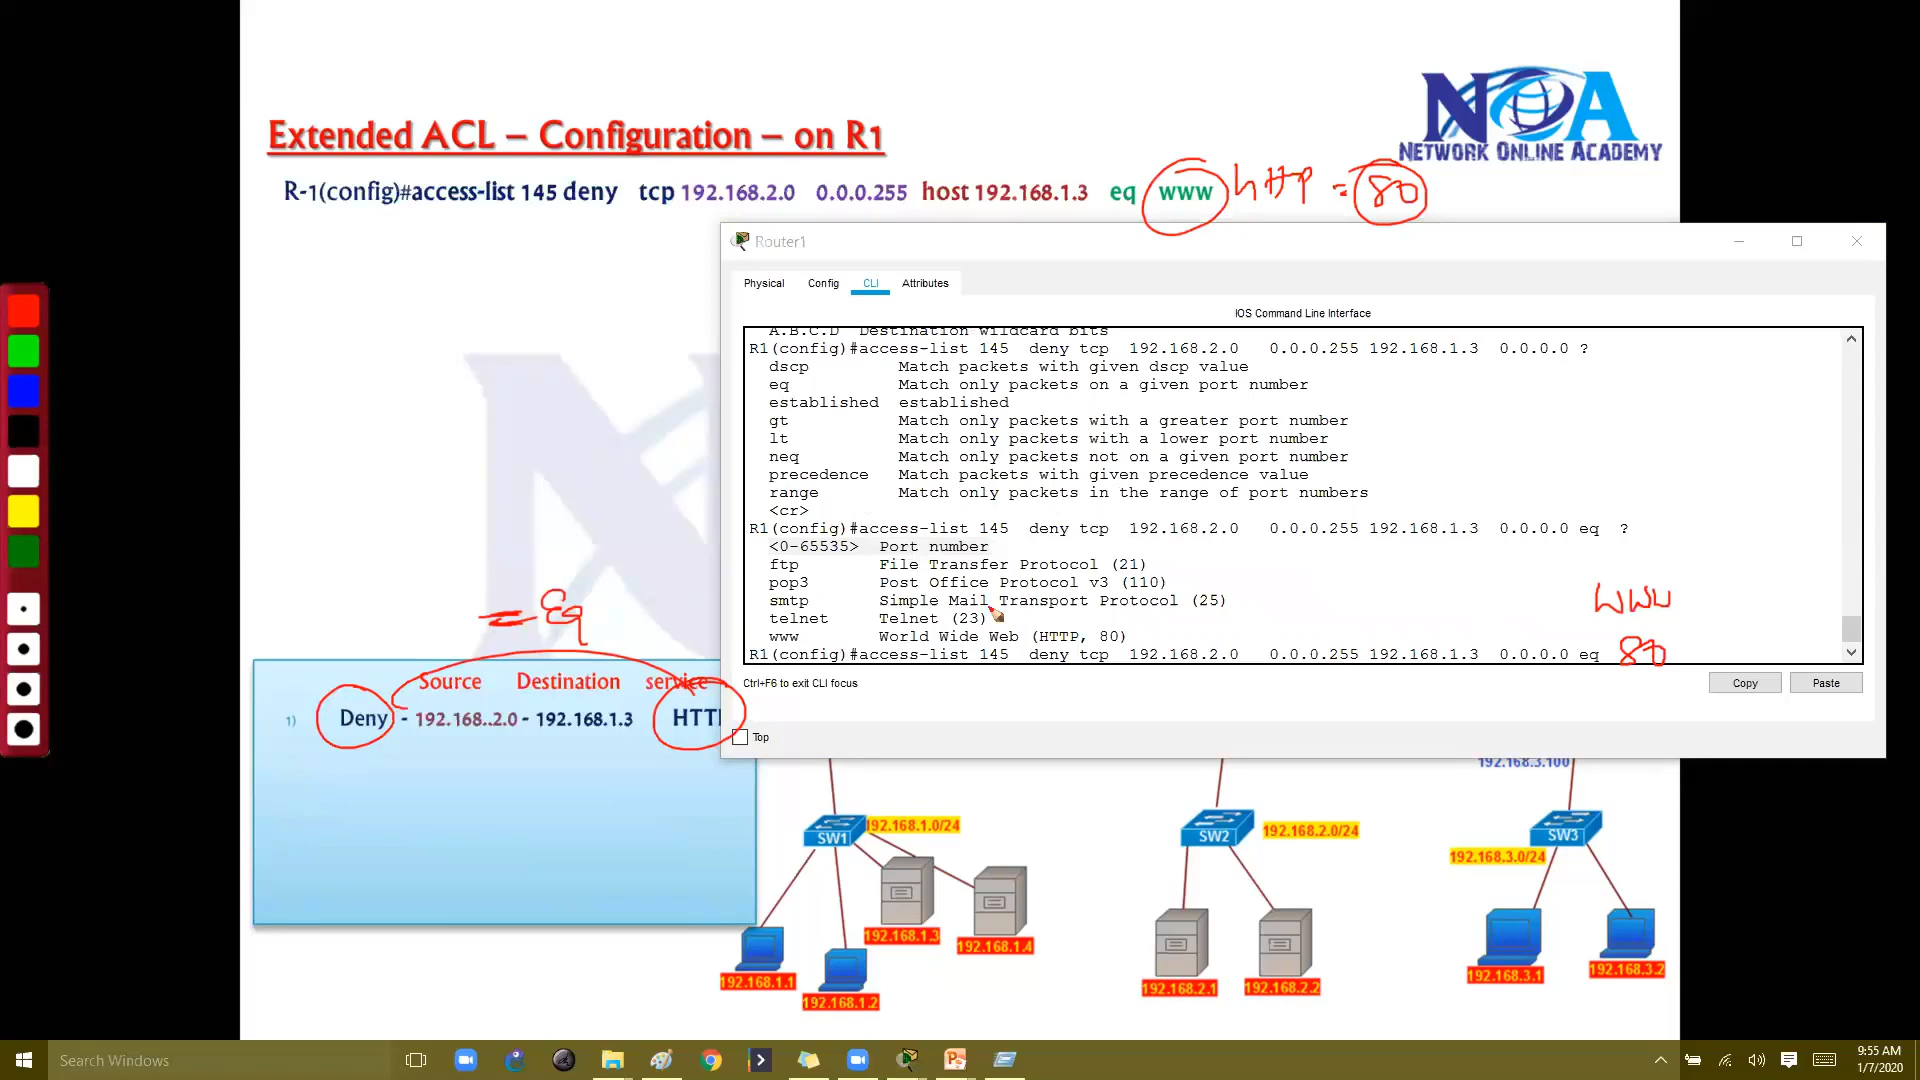 NOA
NETWORK ONLINE ACADEMY
Extended ACL – Configuration – on R1
R-1(config)#access-list 145 deny tcp 192.168.2.0 0.0.0.255 host 192.168.1.3 eq www
http = 80
Router1
Physical Config CLI Attributes
IOS Command Line Interface
A.B.C.D Destination wildcard bits
R1(config)#access-list 145 deny tcp 192.168.2.0 0.0.0.255 192.168.1.3 0.0.0.0 ?
dscp Match packets with given dscp value
eq Match only packets on a given port number
established established
gt Match only packets with a greater port number
lt Match only packets with a lower port number
neq Match only packets not on a given port number
precedence Match packets with given precedence value
range Match only packets in the range of port numbers
<cr>
R1(config)#access-list 145 deny tcp 192.168.2.0 0.0.0.255 192.168.1.3 0.0.0.0 eq ?
<0-65535> Port number
ftp File Transfer Protocol (21)
pop3 Post Office Protocol v3 (110)
smtp Simple Mail Transport Protocol (25)
telnet Telnet (23)
www World Wide Web (HTTP, 80)
R1(config)#access-list 145 deny tcp 192.168.2.0 0.0.0.255 192.168.1.3 0.0.0.0 eq
www
80
Ctrl+F6 to exit CLI focus
Copy Paste
Top
= Eq
Source Destination service
1) Deny - 192.168..2.0 - 192.168.1.3
192.168.3.100
SW1
192.168.1.0/24
SW2
192.168.2.0/24
SW3
192.168.3.0/24
192.168.1.1
192.168.1.2
192.168.1.3
192.168.1.4
192.168.2.1
192.168.2.2
192.168.3.1
192.168.3.2
Search Windows
9:55 AM
1/7/2020